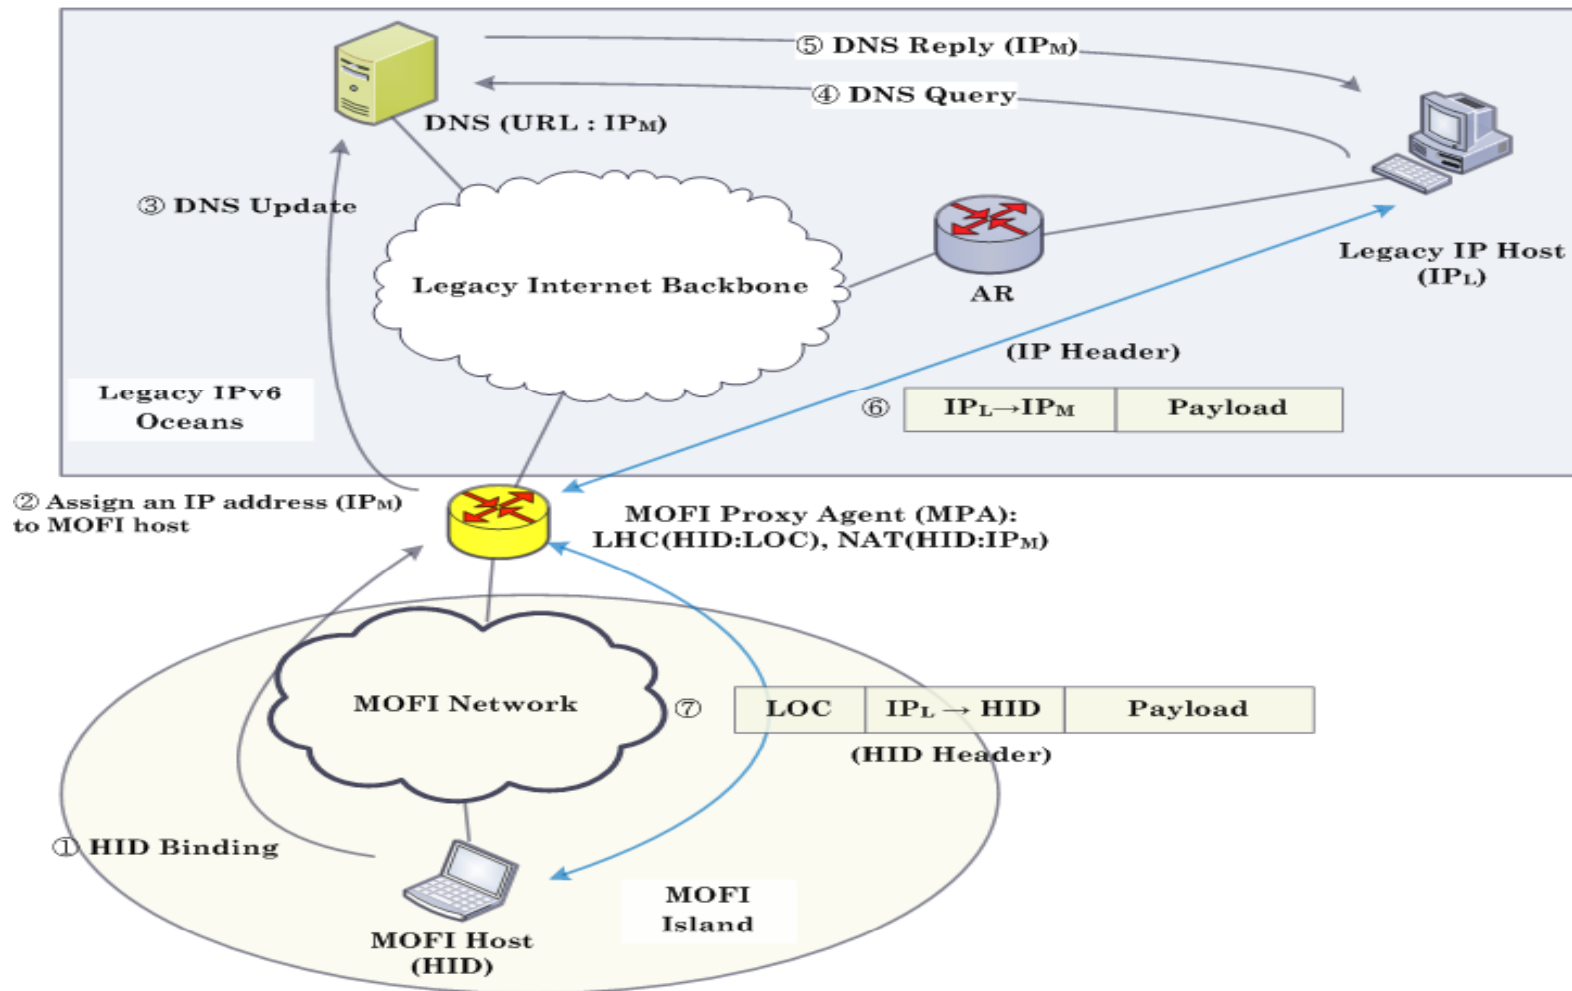 ⑤ DNS Reply (IPM)
④ DNS Query
DNS (URL : IPM)
③ DNS Update
Legacy Internet Backbone
AR
Legacy IP Host
(IPL)
(IP Header)
Legacy IPv6
Oceans
⑥ IPL→IPM Payload
② Assign an IP address (IPM)
to MOFI host
MOFI Proxy Agent (MPA):
LHC(HID:LOC), NAT(HID:IPM)
MOFI Network
⑦ LOC IPL → HID Payload
(HID Header)
① HID Binding
MOFI
Island
MOFI Host
(HID)